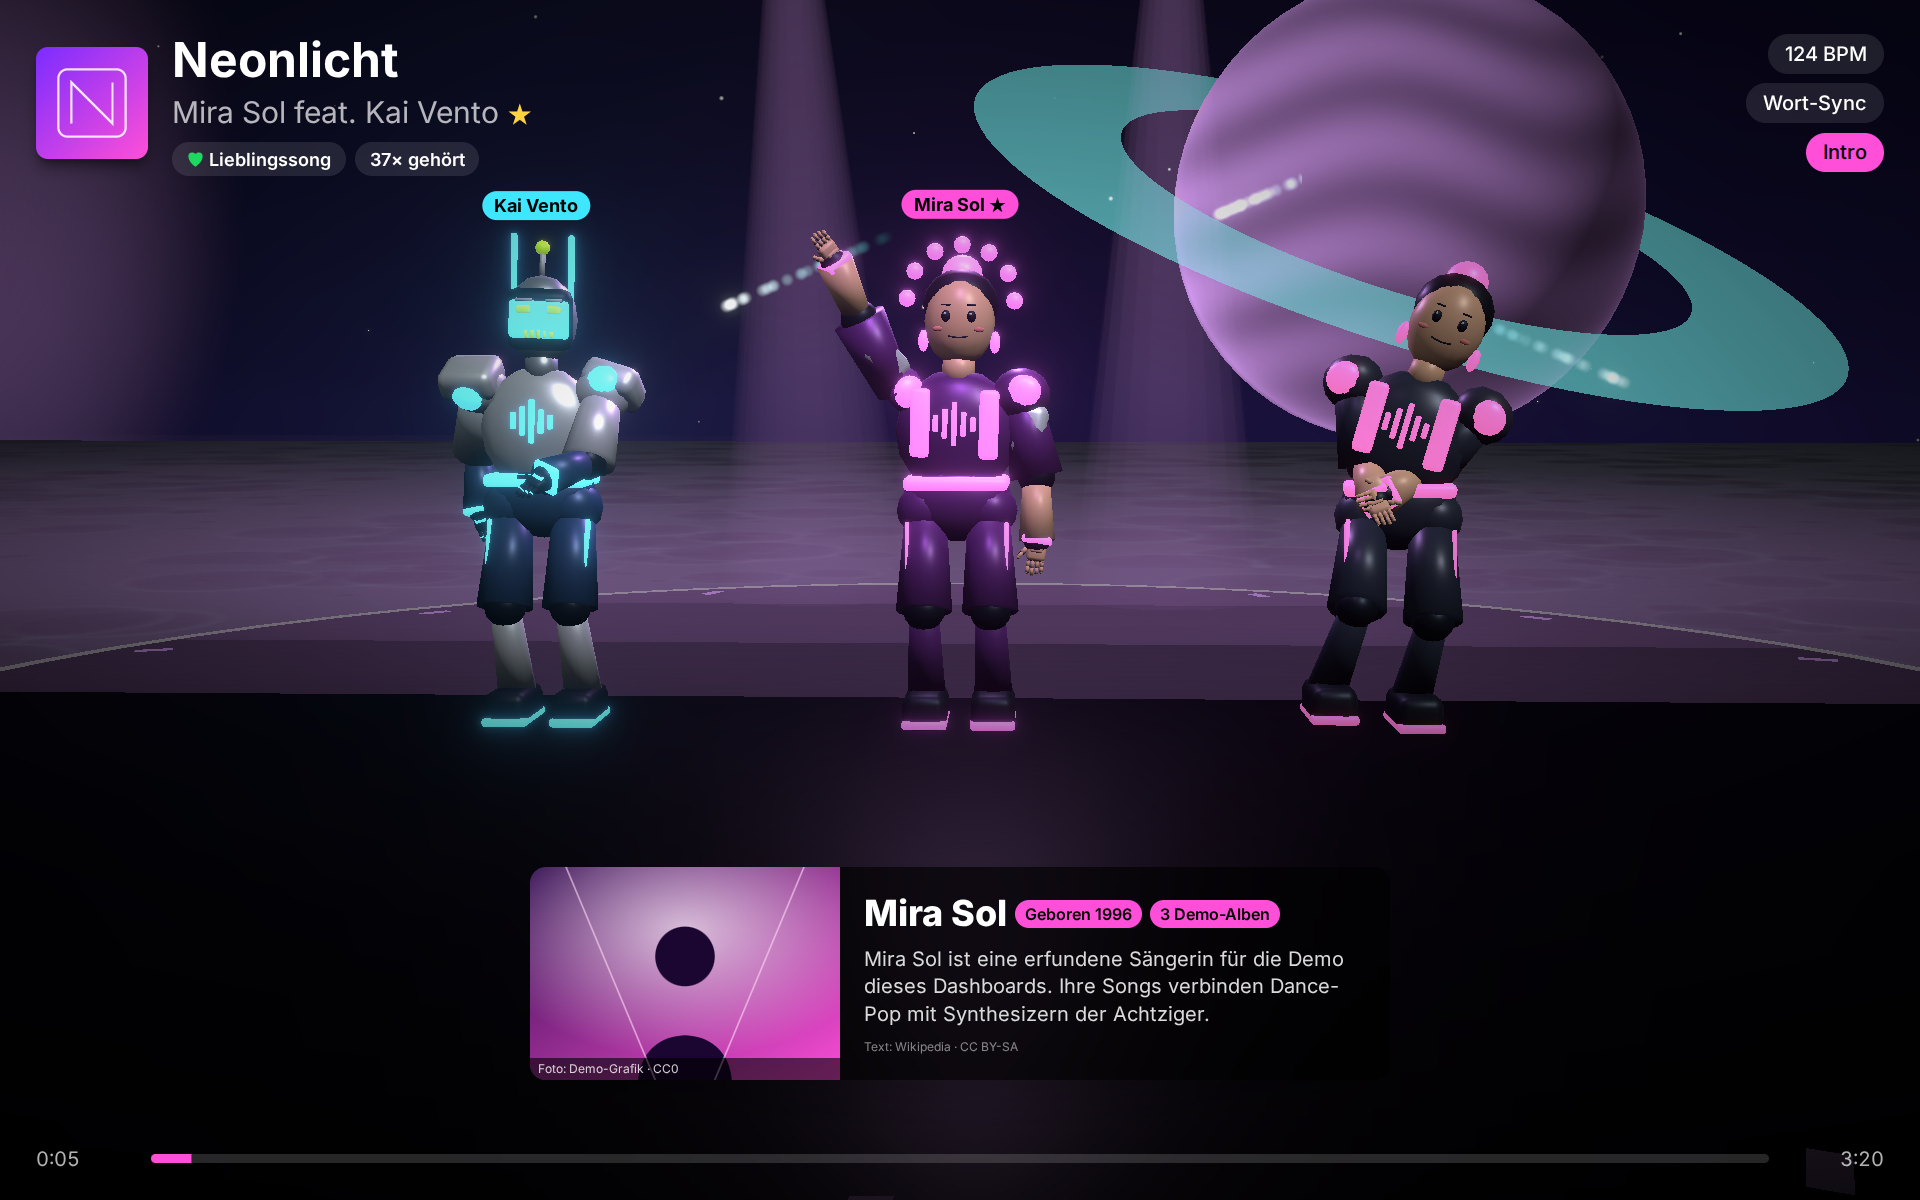 N
Neonlicht
Mira Sol feat. Kai Vento ★
Lieblingssong
37× gehört
124 BPM
Wort-Sync
Intro
Kai Vento
Mira Sol ★
Mira Sol
Geboren 1996
3 Demo-Alben
Mira Sol ist eine erfundene Sängerin für die Demo
dieses Dashboards. Ihre Songs verbinden Dance-
Pop mit Synthesizern der Achtziger.
Text: Wikipedia · CC BY-SA
Foto: Demo-Grafik · CC0
0:05
3:20